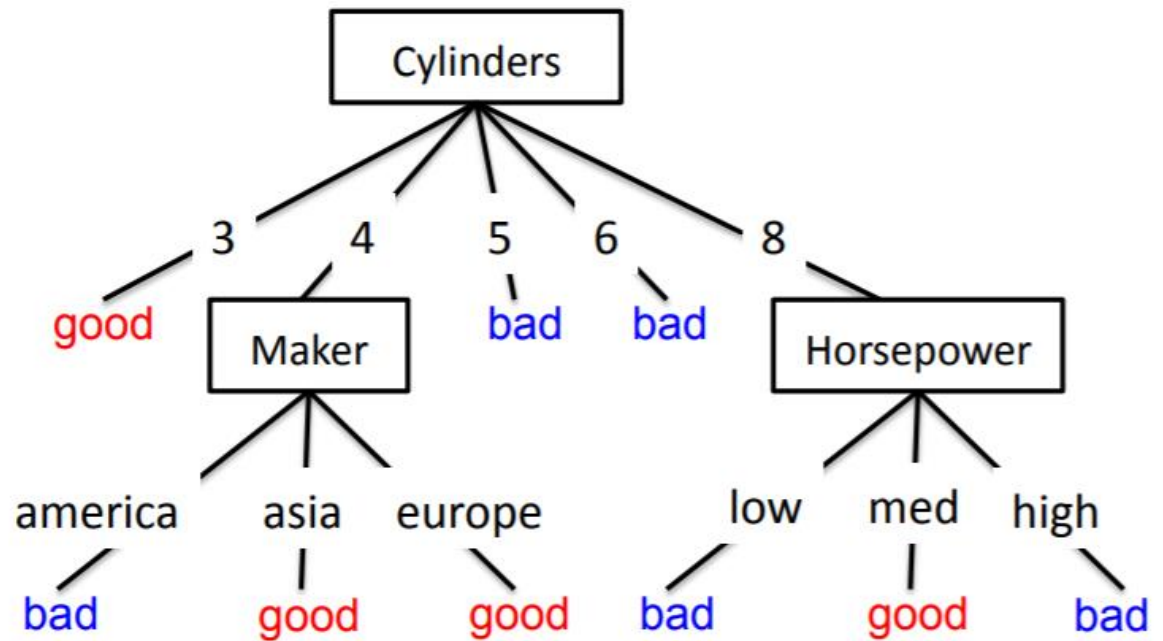 Cylinders
3 4 5 6 8
good bad bad
Maker Horsepower
america asia europe low med high
bad good good bad good bad